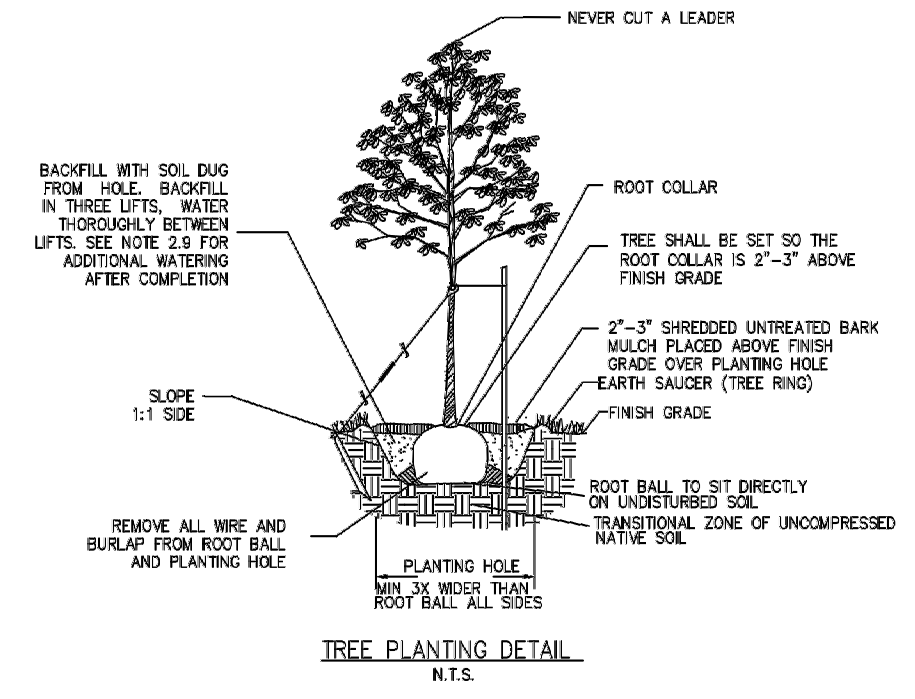 NEVER CUT A LEADER
BACKFILL WITH SOIL DUG
FROM HOLE. BACKFILL
IN THREE LIFTS, WATER
THOROUGHLY BETWEEN
LIFTS. SEE NOTE 2.9 FOR
ADDITIONAL WATERING
AFTER COMPLETION
ROOT COLLAR
TREE SHALL BE SET SO THE
ROOT COLLAR IS 2"-3" ABOVE
FINISH GRADE
2"-3" SHREDDED UNTREATED BARK
MULCH PLACED ABOVE FINISH
GRADE OVER PLANTING HOLE
EARTH SAUCER (TREE RING)
SLOPE
1:1 SIDE
FINISH GRADE
ROOT BALL TO SIT DIRECTLY
ON UNDISTURBED SOIL
TRANSITIONAL ZONE OF UNCOMPRESSED
NATIVE SOIL
REMOVE ALL WIRE AND
BURLAP FROM ROOT BALL
AND PLANTING HOLE
PLANTING HOLE
MIN 3X WIDER THAN
ROOT BALL ALL SIDES
TREE PLANTING DETAIL
N.T.S.